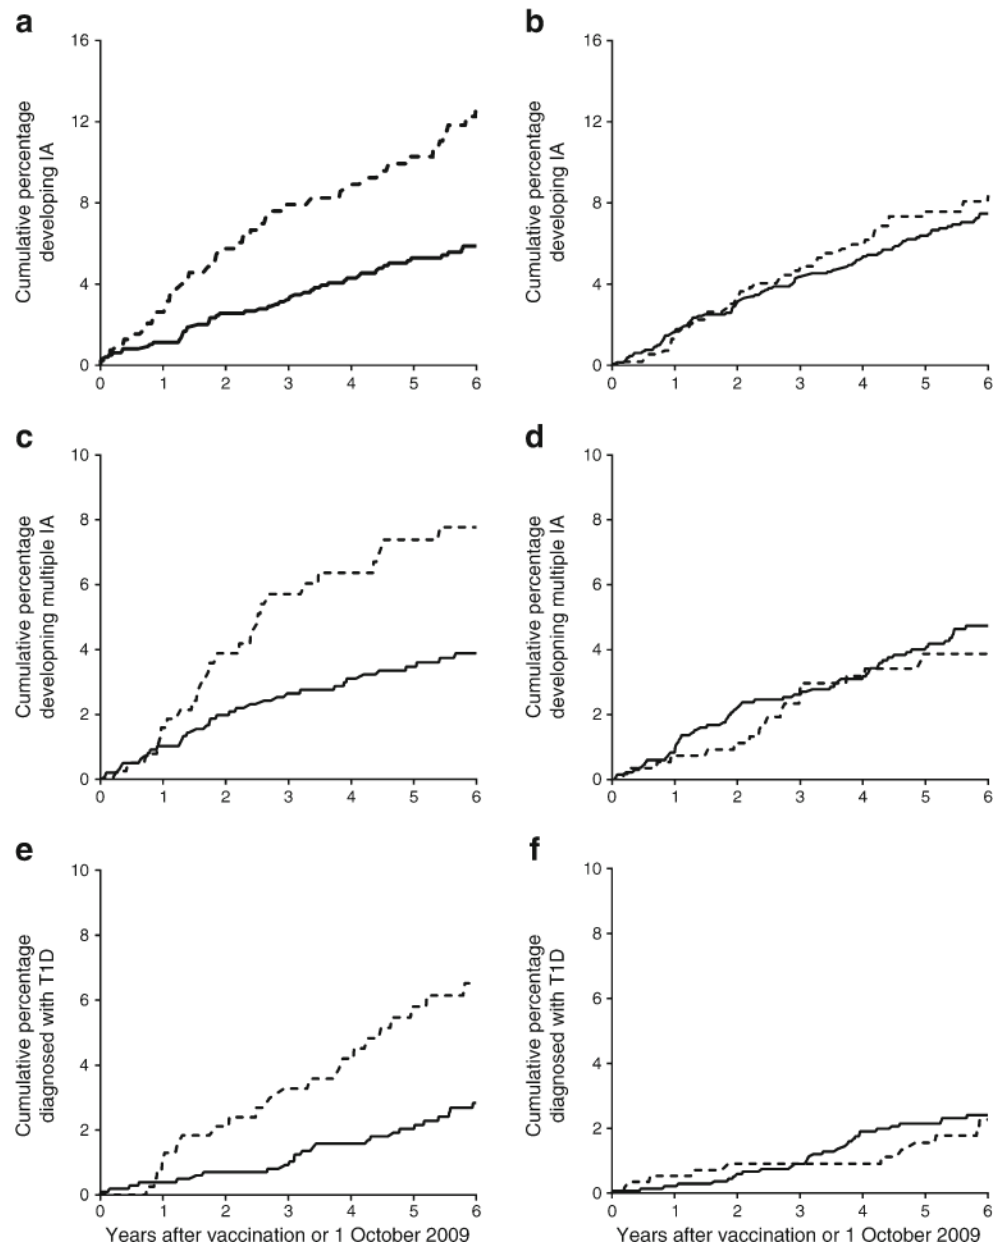 a
b
16
12
8
4
0
Cumulative percentage
developing IA
0 1 2 3 4 5 6
16
12
8
4
0
Cumulative percentage
developing IA
0 1 2 3 4 5 6
c
d
10
8
6
4
2
0
Cumulative percentage
developning multiple IA
0 1 2 3 4 5 6
10
8
6
4
2
0
Cumulative percentage
developing multiple IA
0 1 2 3 4 5 6
e
f
10
8
6
4
2
0
Cumulative percentage
diagnosed with T1D
0 1 2 3 4 5 6
Years after vaccination or 1 October 2009
10
8
6
4
2
0
Cumulative percentage
diagnosed with T1D
0 1 2 3 4 5 6
Years after vaccination or 1 October 2009